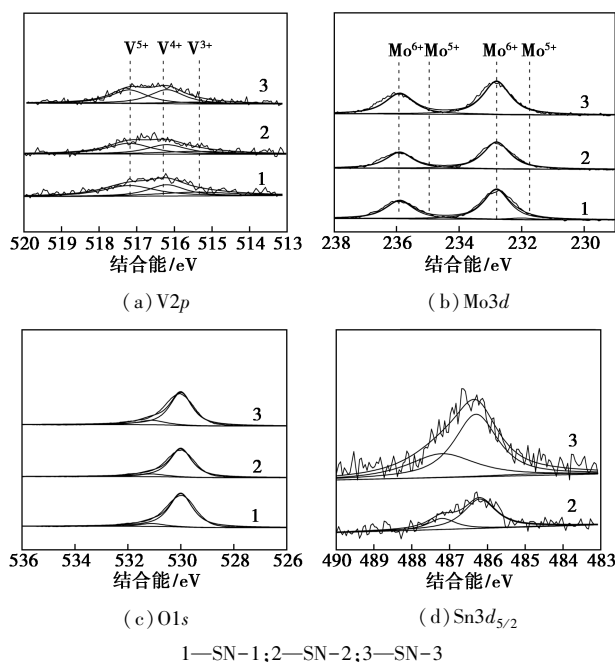 V⁵⁺ V⁴⁺ V³⁺
3
2
1
520 519 518 517 516 515 514 513
结合能/eV
(a) V2p
Mo⁶⁺ Mo⁵⁺ Mo⁶⁺ Mo⁵⁺
3
2
1
238 236 234 232 230
结合能/eV
(b) Mo3d
3
2
1
536 534 532 530 528 526
结合能/eV
(c) O1s
3
2
490 489 488 487 486 485 484 483
结合能/eV
(d) Sn3d₅/₂
1—SN-1;2—SN-2;3—SN-3